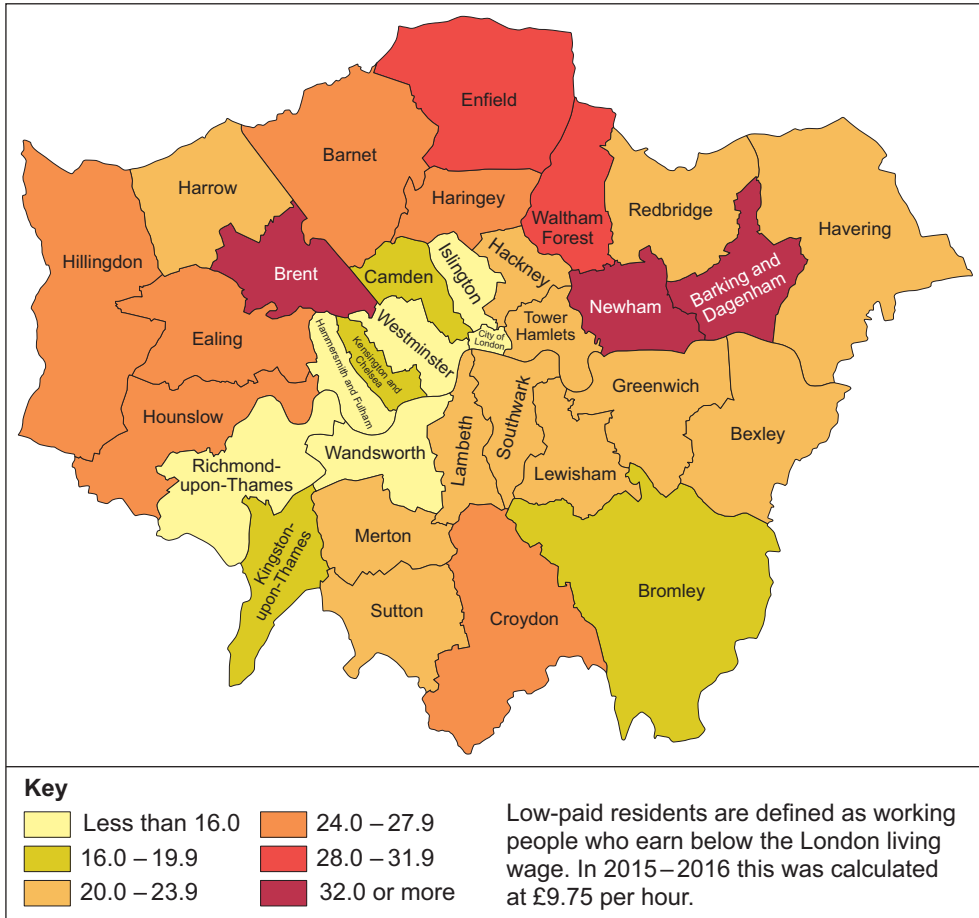 Enfield
Barnet
Harrow
Haringey
Waltham
Forest
Redbridge
Havering
Hillingdon
Brent
Camden
Islington
Hackney
Newham
Barking and
Dagenham
Ealing
Hammersmith and Fulham
Kensington and
Chelsea
Westminster
City of
London
Tower
Hamlets
Hounslow
Greenwich
Richmond-
upon-Thames
Wandsworth
Lambeth
Southwark
Lewisham
Bexley
Kingston-
upon-Thames
Merton
Sutton
Croydon
Bromley
Key
Less than 16.0
16.0 – 19.9
20.0 – 23.9
24.0 – 27.9
28.0 – 31.9
32.0 or more
Low-paid residents are defined as working
people who earn below the London living
wage. In 2015 – 2016 this was calculated
at £9.75 per hour.